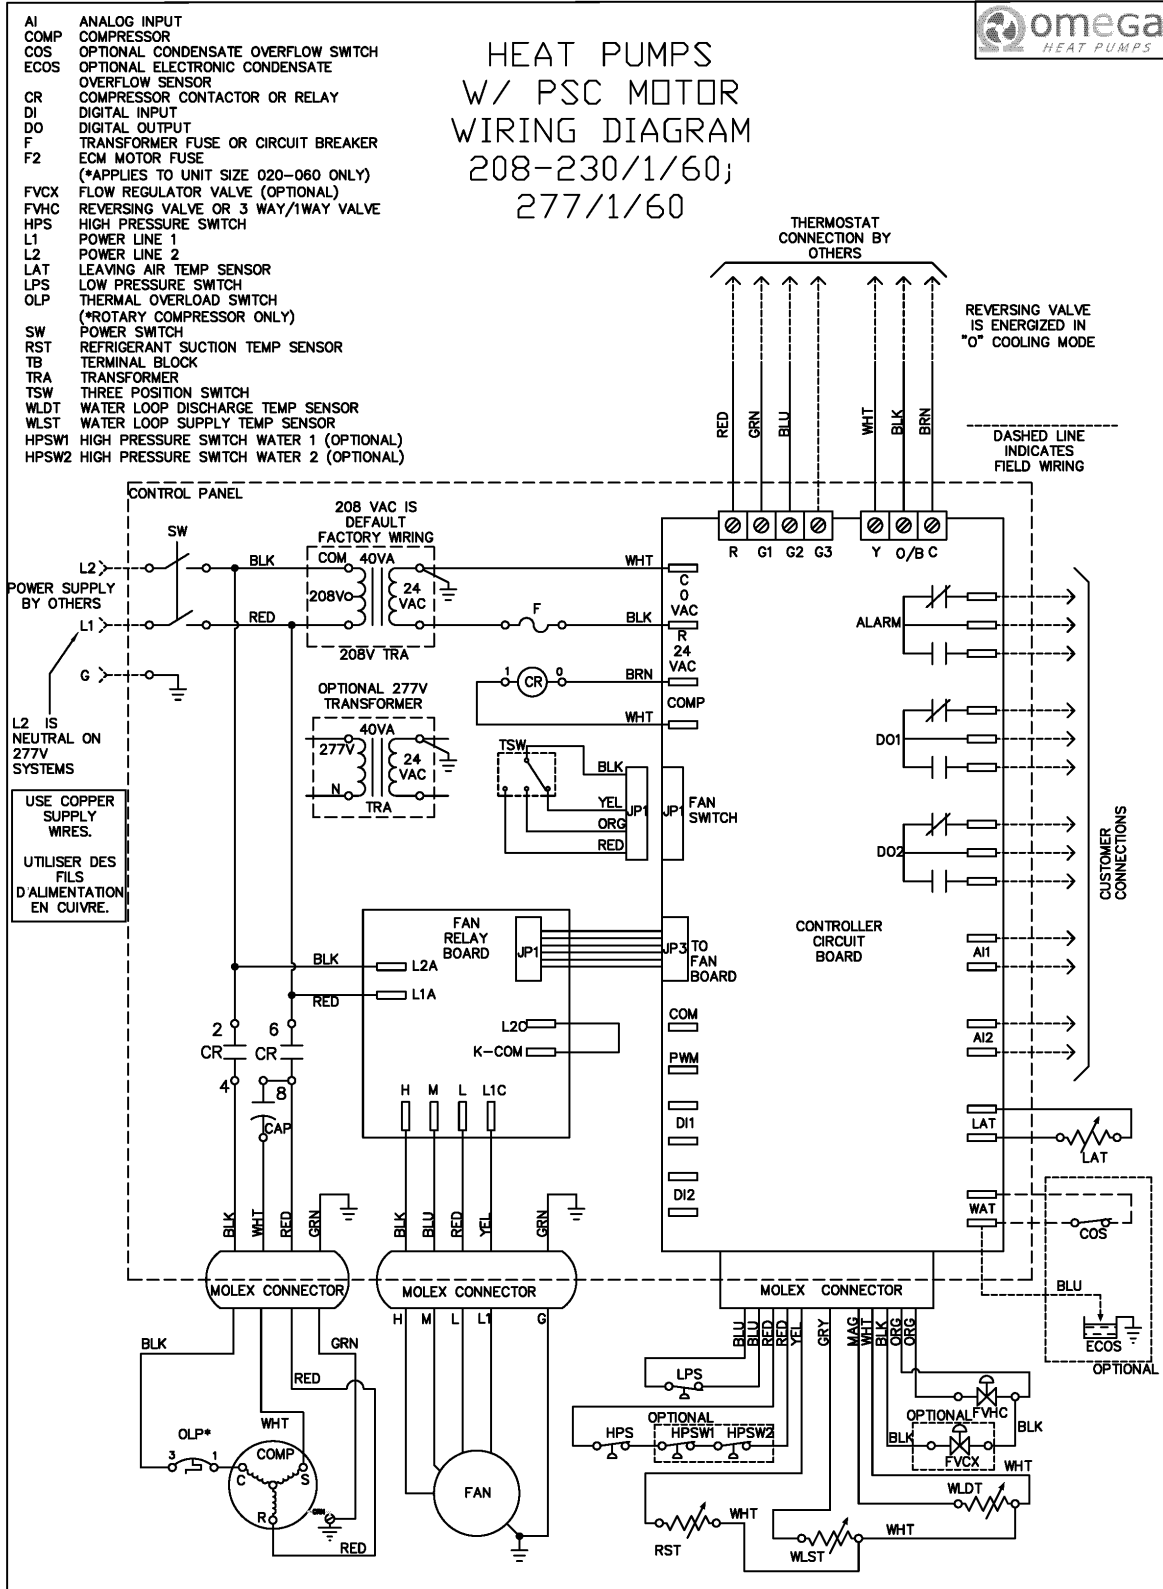 AI ANALOG INPUT
COMP COMPRESSOR
COS OPTIONAL CONDENSATE OVERFLOW SWITCH
ECOS OPTIONAL ELECTRONIC CONDENSATE
OVERFLOW SENSOR
CR COMPRESSOR CONTACTOR OR RELAY
DI DIGITAL INPUT
DO DIGITAL OUTPUT
F TRANSFORMER FUSE OR CIRCUIT BREAKER
F2 ECM MOTOR FUSE
(*APPLIES TO UNIT SIZE 020-060 ONLY)
FVCX FLOW REGULATOR VALVE (OPTIONAL)
FVHC REVERSING VALVE OR 3 WAY/1WAY VALVE
HPS HIGH PRESSURE SWITCH
L1 POWER LINE 1
L2 POWER LINE 2
LAT LEAVING AIR TEMP SENSOR
LPS LOW PRESSURE SWITCH
OLP THERMAL OVERLOAD SWITCH
(*ROTARY COMPRESSOR ONLY)
SW POWER SWITCH
RST REFRIGERANT SUCTION TEMP SENSOR
TB TERMINAL BLOCK
TRA TRANSFORMER
TSW THREE POSITION SWITCH
WLDT WATER LOOP DISCHARGE TEMP SENSOR
WLST WATER LOOP SUPPLY TEMP SENSOR
HPSW1 HIGH PRESSURE SWITCH WATER 1 (OPTIONAL)
HPSW2 HIGH PRESSURE SWITCH WATER 2 (OPTIONAL)
HEAT PUMPS
W/ PSC MOTOR
WIRING DIAGRAM
208-230/1/60;
277/1/60
omega
HEAT PUMPS
THERMOSTAT
CONNECTION BY
OTHERS
REVERSING VALVE
IS ENERGIZED IN
"O" COOLING MODE
RED
GRN
BLU
WHT
BLK
BRN
DASHED LINE
INDICATES
FIELD WIRING
CONTROL PANEL
R G1 G2 G3 Y O/B C
SW
208 VAC IS
DEFAULT
FACTORY WIRING
L2
BLK
COM 40VA
208V
24
VAC
208V TRA
WHT
C
0
VAC
POWER SUPPLY
BY OTHERS
L1
RED
F
BLK
R
24
VAC
G
1 CR 0
BRN
COMP
WHT
L2 IS
NEUTRAL ON
277V
SYSTEMS
OPTIONAL 277V
TRANSFORMER
40VA
277V
24
VAC
N
TRA
TSW
BLK
YEL
ORG
RED
JP1
JP1
FAN
SWITCH
USE COPPER
SUPPLY
WIRES.
UTILISER DES
FILS
D'ALIMENTATION
EN CUIVRE.
ALARM
DO1
DO2
CUSTOMER
CONNECTIONS
CONTROLLER
CIRCUIT
BOARD
AI1
AI2
FAN
RELAY
BOARD
JP1
JP3
TO
FAN
BOARD
BLK
L2A
RED
L1A
L2C
K-COM
COM
PWM
DI1
DI2
2 6
CR CR
4 8
CAP
H M L L1C
LAT
LAT
WAT
COS
BLU
ECOS
OPTIONAL
BLK
WHT
RED
GRN
BLK
BLU
RED
YEL
GRN
MOLEX CONNECTOR
MOLEX CONNECTOR
MOLEX CONNECTOR
H M L L1 G
BLU
BLU
RED
RED
YEL
GRY
MAG
WHT
BLK
ORG
ORG
BLK
GRN
RED
WHT
OLP*
3 1
COMP
C
S
R
GRN
RED
FAN
LPS
OPTIONAL
HPS HPSW1 HPSW2
FVHC
OPTIONAL
BLK
BLK
FVCX
WHT
WLDT
WHT
RST
WLST
WHT